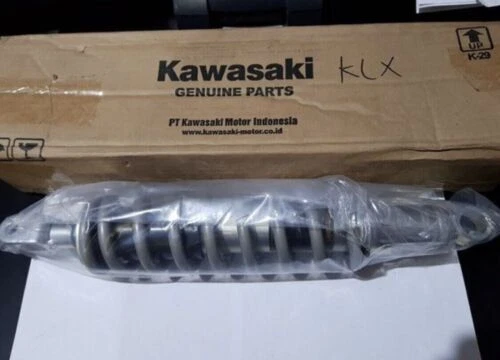 Kawasaki
KLX
GENUINE PARTS
PT Kawasaki Motor Indonesia
www.kawasaki-motor.co.id
UP
K-29